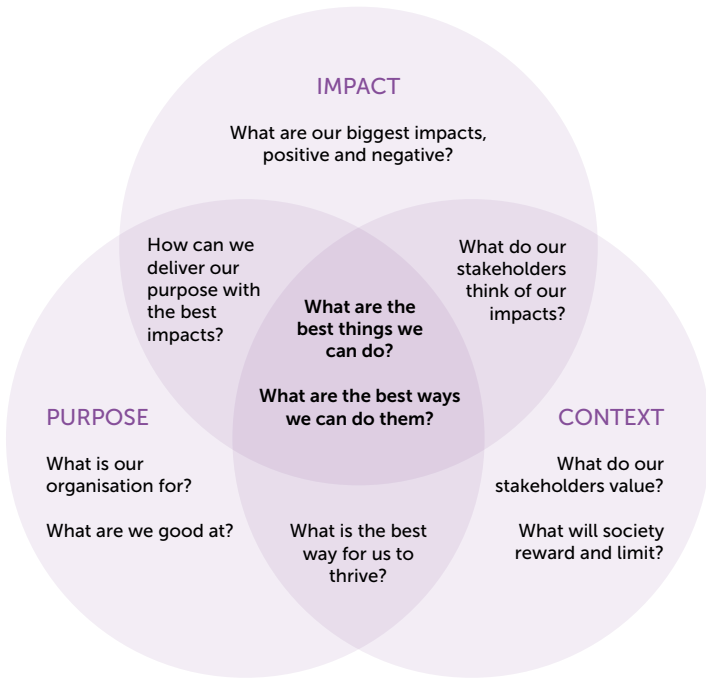 IMPACT
What are our biggest impacts,
positive and negative?
How can we
deliver our
purpose with
the best
impacts?
What do our
stakeholders
think of our
impacts?
What are the
best things we
can do?
What are the best ways
we can do them?
PURPOSE
What is our
organisation for?
What are we good at?
CONTEXT
What do our
stakeholders value?
What will society
reward and limit?
What is the best
way for us to
thrive?